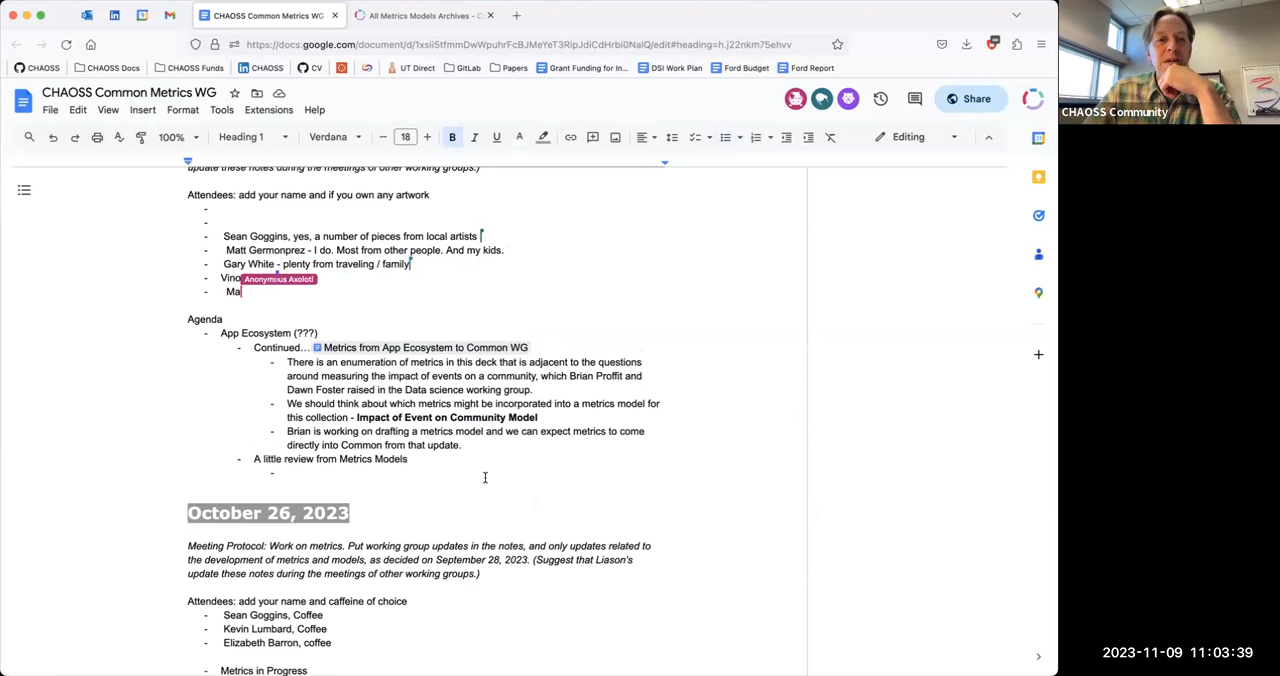 CHAOSS Common Metrics WG
All Metrics Models Archives - C
https://docs.google.com/document/d/1xsii5tfmmDwWpuhrFcBJMeYeT3RipJdiCdHrbi0NalQ/edit#heading=h.j22nkm75ehvv
CHAOSS
CHAOSS Docs
CHAOSS Funds
CHAOSS
CV
UT Direct
GitLab
Papers
Grant Funding for In...
DSI Work Plan
Ford Budget
Ford Report
CHAOSS Common Metrics WG
File Edit View Insert Format Tools Extensions Help
Share
100% Heading 1 Verdana - 18 + B I U A Editing
update these notes during the meetings of other working groups.)
Attendees: add your name and if you own any artwork
-
-
- Sean Goggins, yes, a number of pieces from local artists
- Matt Germonprez - I do. Most from other people. And my kids.
- Gary White - plenty from traveling / family
- Vino Anonymous Axolotl
- Ma
Agenda
- App Ecosystem (???)
- Continued... Metrics from App Ecosystem to Common WG
- There is an enumeration of metrics in this deck that is adjacent to the questions
around measuring the impact of events on a community, which Brian Proffit and
Dawn Foster raised in the Data science working group.
- We should think about which metrics might be incorporated into a metrics model for
this collection - Impact of Event on Community Model
- Brian is working on drafting a metrics model and we can expect metrics to come
directly into Common from that update.
- A little review from Metrics Models
-
October 26, 2023
Meeting Protocol: Work on metrics. Put working group updates in the notes, and only updates related to
the development of metrics and models, as decided on September 28, 2023. (Suggest that Liason's
update these notes during the meetings of other working groups.)
Attendees: add your name and caffeine of choice
- Sean Goggins, Coffee
- Kevin Lumbard, Coffee
- Elizabeth Barron, coffee
- Metrics in Progress
CHAOSS Community
2023-11-09 11:03:39